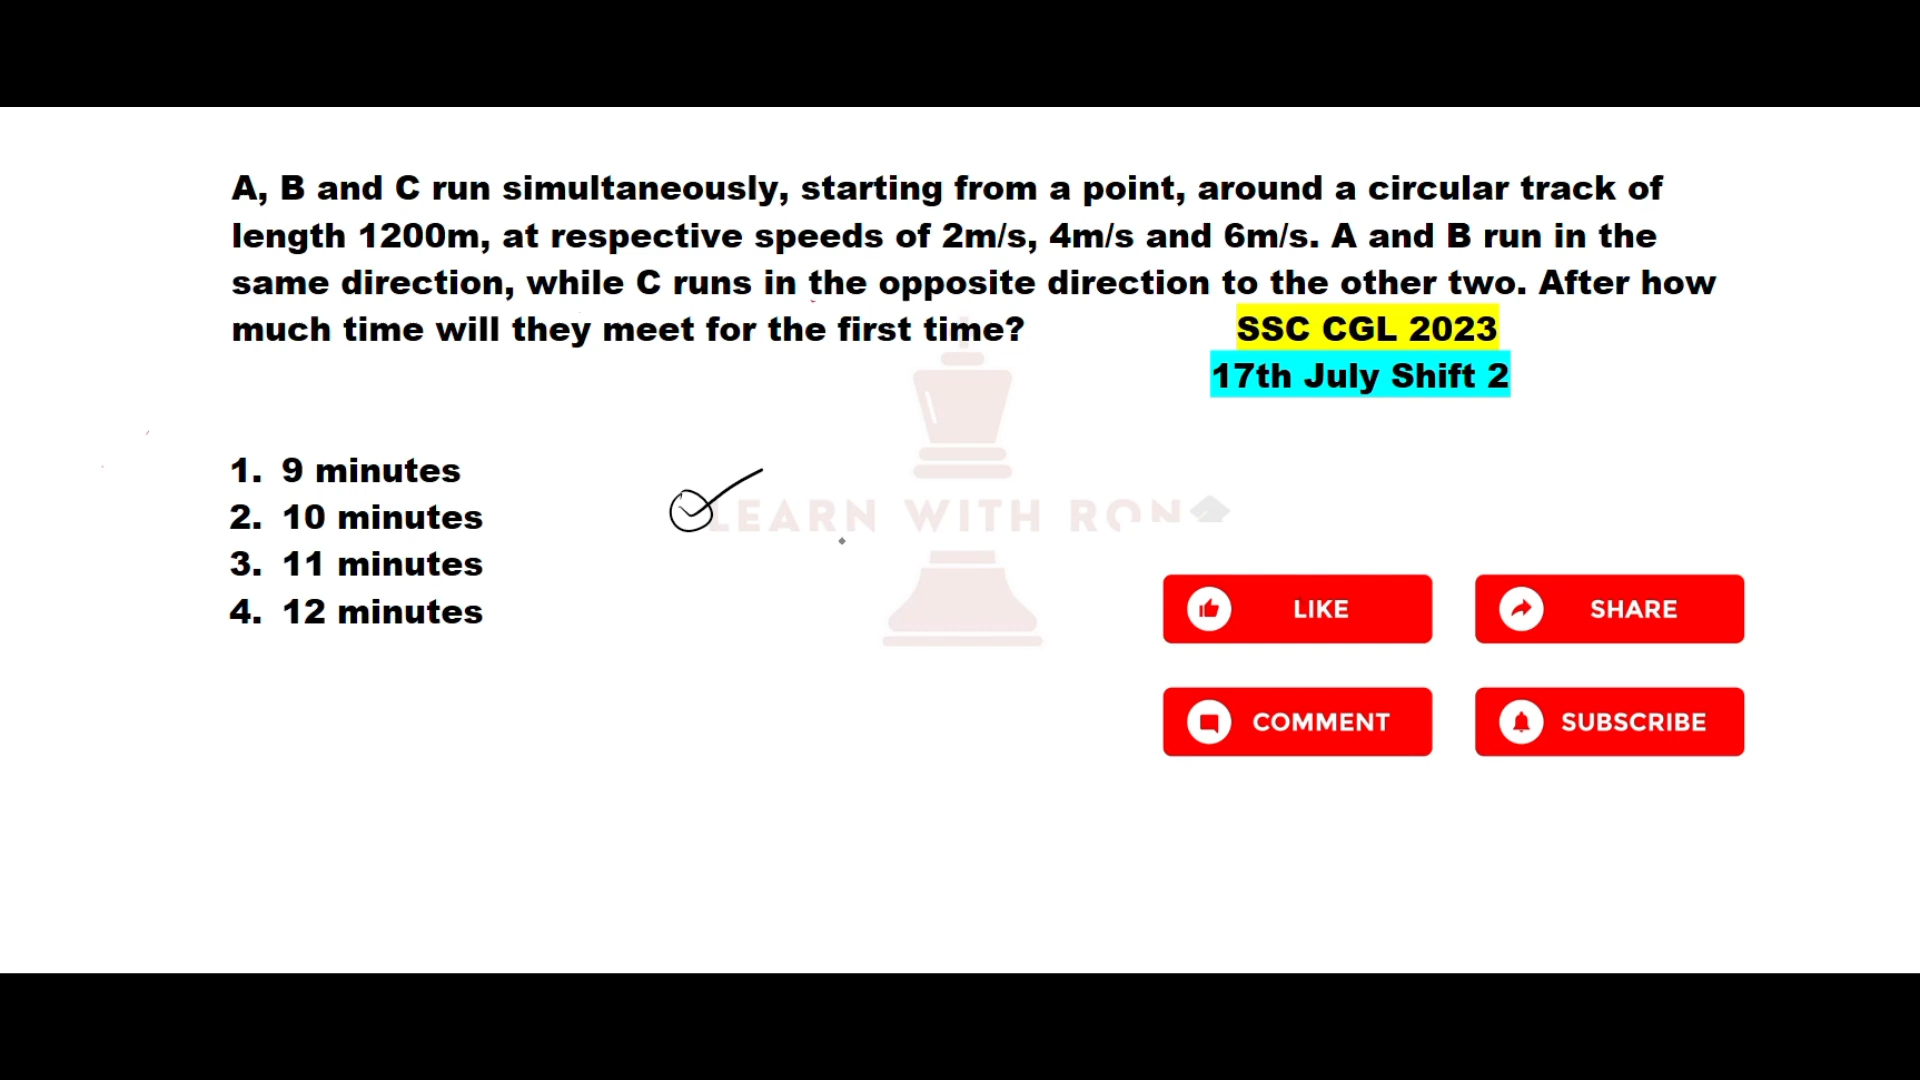 A, B and C run simultaneously, starting from a point, around a circular track of
length 1200m, at respective speeds of 2m/s, 4m/s and 6m/s. A and B run in the
same direction, while C runs in the opposite direction to the other two. After how
much time will they meet for the first time? SSC CGL 2023
17th July Shift 2
1. 9 minutes
2. 10 minutes
3. 11 minutes
4. 12 minutes
LEARN WITH RON
LIKE
SHARE
COMMENT
SUBSCRIBE